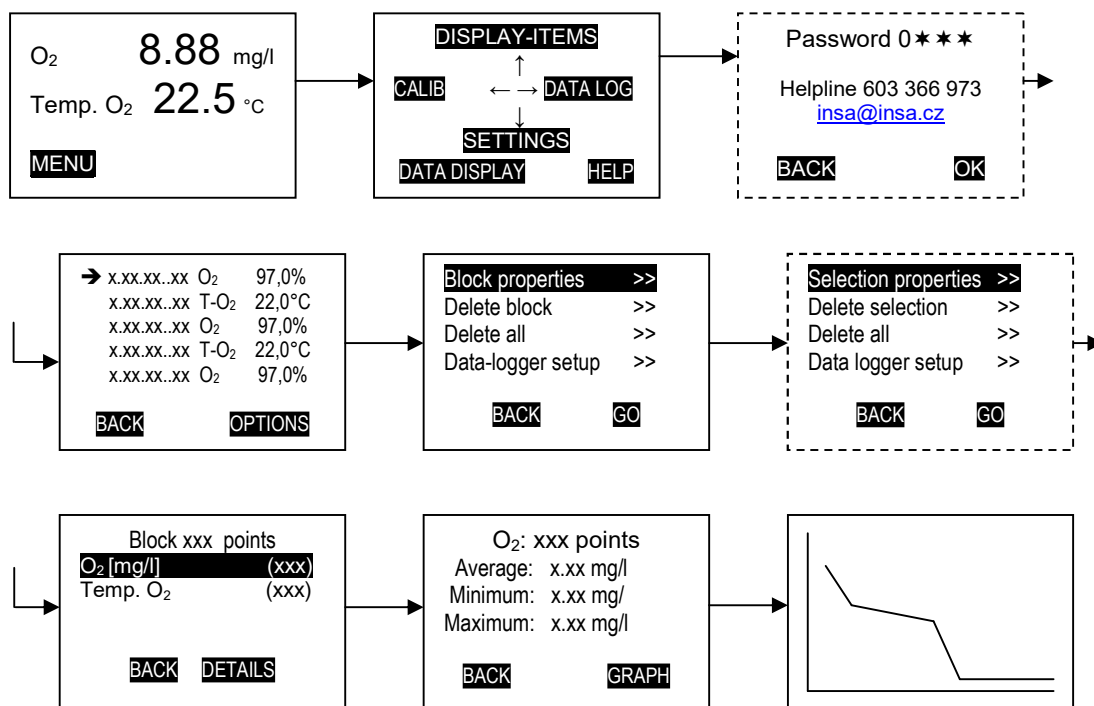 O₂ 8.88 mg/l
Temp. O₂ 22.5 °C
MENU
DISPLAY-ITEMS
↑
CALIB ←→ DATA LOG
↓
SETTINGS
DATA DISPLAY HELP
Password 0✶✶✶
Helpline 603 366 973
insa@insa.cz
BACK OK
➔ x.xx.xx..xx O₂ 97,0%
x.xx.xx..xx T-O₂ 22,0°C
x.xx.xx..xx O₂ 97,0%
x.xx.xx..xx T-O₂ 22,0°C
x.xx.xx..xx O₂ 97,0%
BACK OPTIONS
Block properties >>
Delete block >>
Delete all >>
Data-logger setup >>
BACK GO
Selection properties >>
Delete selection >>
Delete all >>
Data logger setup >>
BACK GO
Block xxx points
O₂ [mg/l] (xxx)
Temp. O₂ (xxx)
BACK DETAILS
O₂: xxx points
Average: x.xx mg/l
Minimum: x.xx mg/
Maximum: x.xx mg/l
BACK GRAPH